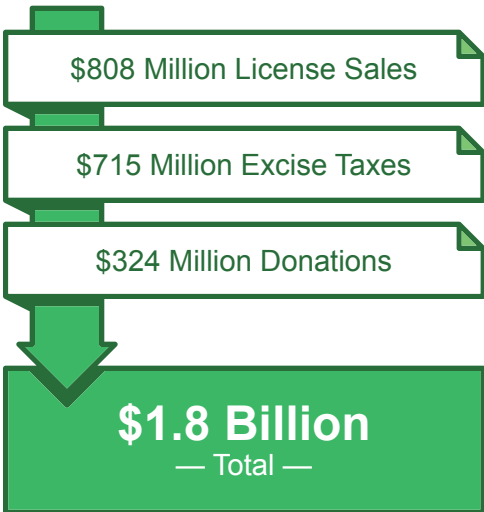 $808 Million License Sales
$715 Million Excise Taxes
$324 Million Donations
$1.8 Billion
— Total —